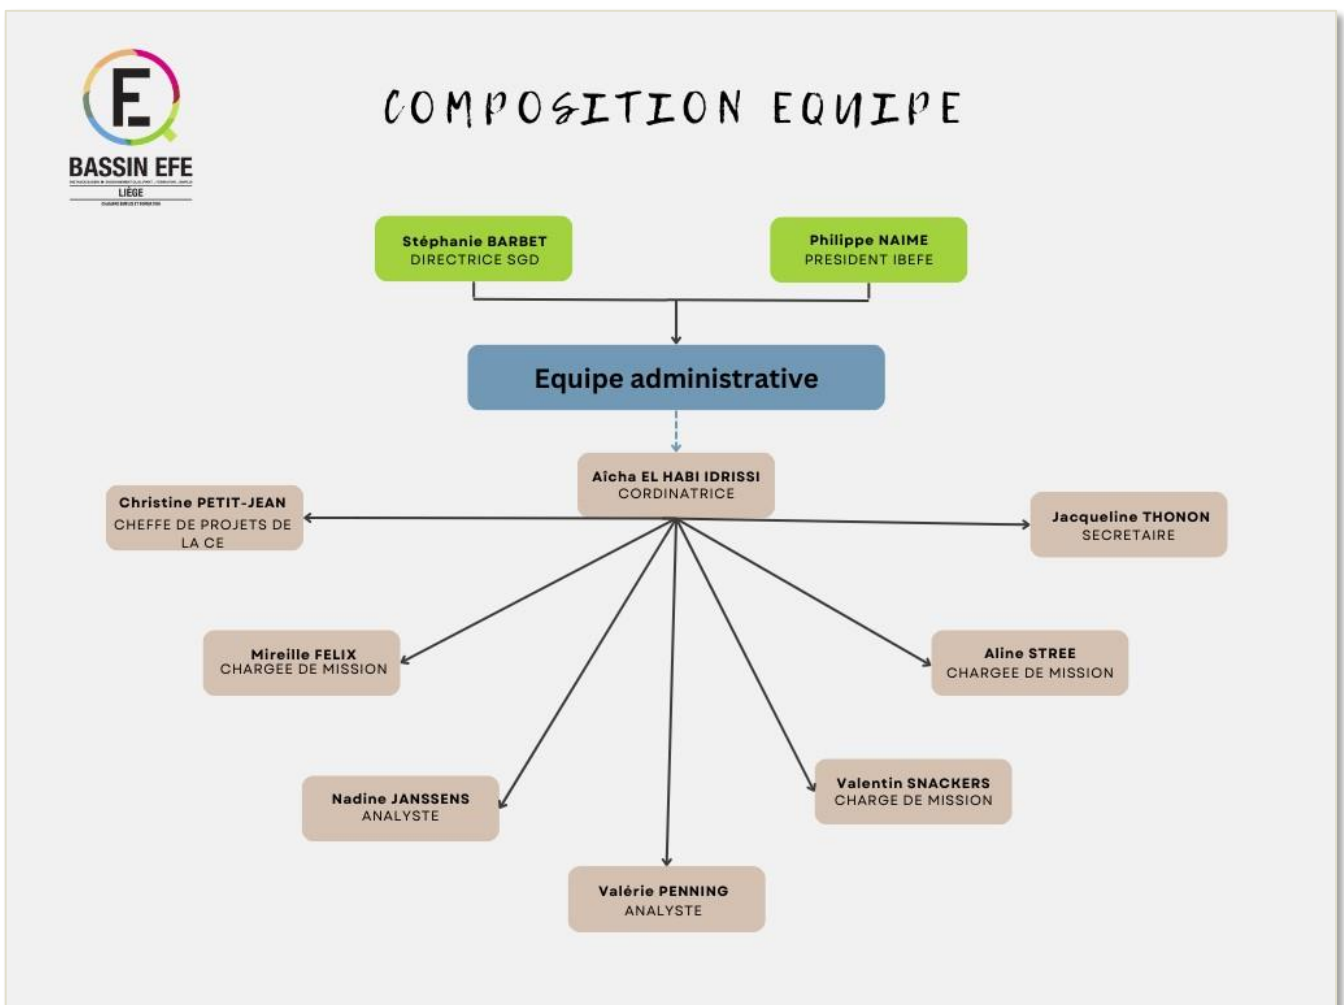 COMPOSITION EQUIPE
E
BASSIN EFE
LIÈGE
Stéphanie BARBET
DIRECTRICE SGD
Philippe NAIME
PRESIDENT IBEFE
Equipe administrative
Aîcha EL HABI IDRISSI
CORDINATRICE
Christine PETIT-JEAN
CHEFFE DE PROJETS DE
LA CE
Jacqueline THONON
SECRETAIRE
Mireille FELIX
CHARGEE DE MISSION
Aline STREE
CHARGEE DE MISSION
Nadine JANSSENS
ANALYSTE
Valentin SNACKERS
CHARGE DE MISSION
Valérie PENNING
ANALYSTE